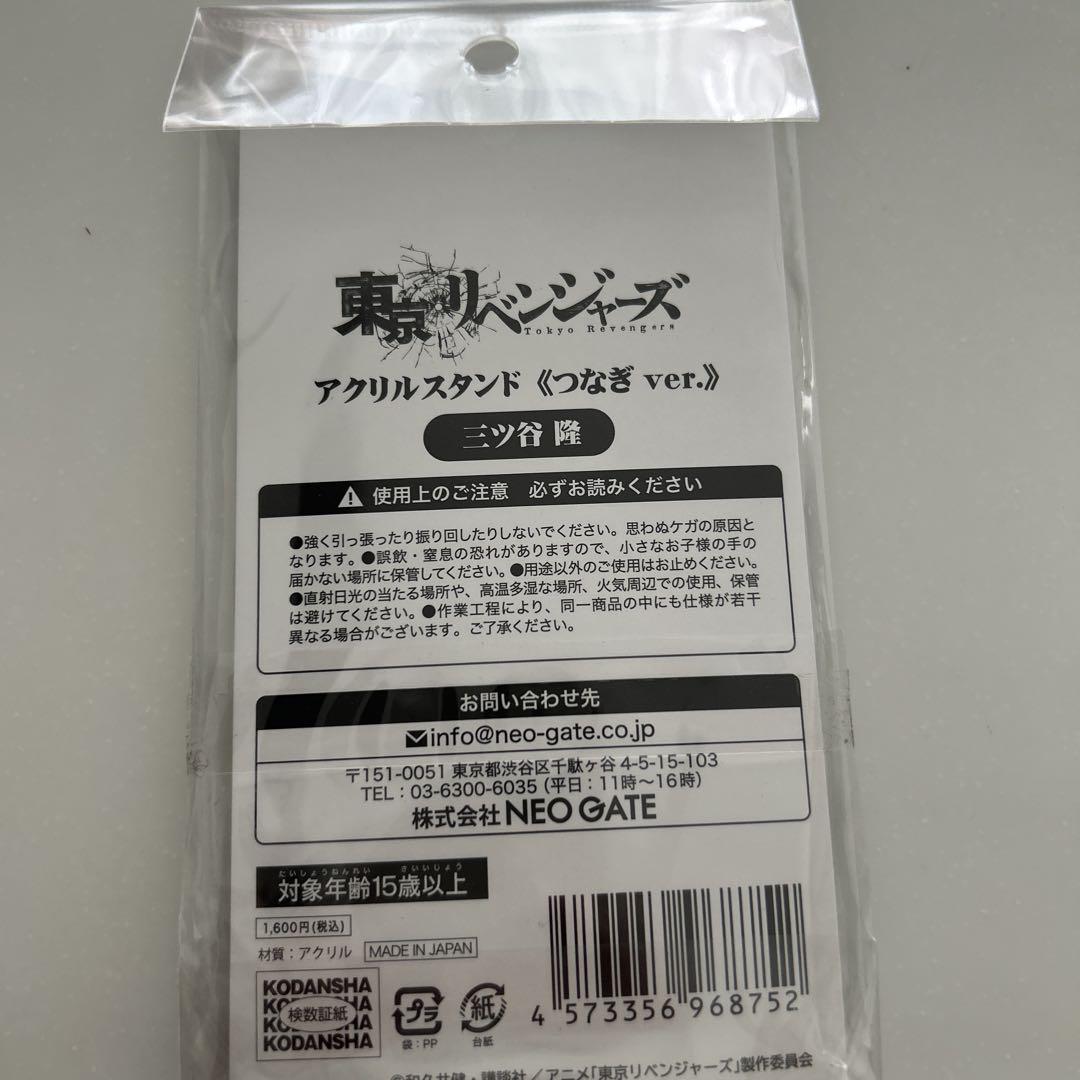 東京リベンジャーズ
Tokyo Revengers
アクリルスタンド《つなぎ ver.》
三ツ谷 隆
使用上のご注意 必ずお読みください
●強く引っ張ったり振り回したりしないでください。思わぬケガの原因と
なります。●誤飲・窒息の恐れがありますので、小さなお子様の手の
届かない場所に保管してください。●用途以外のご使用はお止めください。
●直射日光の当たる場所や、高温多湿な場所、火気周辺での使用、保管
は避けてください。●作業工程により、同一商品の中にも仕様が若干
異なる場合がございます。ご了承ください。
お問い合わせ先
info@neo-gate.co.jp
〒151-0051 東京都渋谷区千駄ヶ谷 4-5-15-103
TEL：03-6300-6035（平日：11時～16時）
株式会社 NEO GATE
たいしょうねんれい さいいじょう
対象年齢15歳以上
1,600円(税込)
材質：アクリル MADE IN JAPAN
KODANSHA
検数証紙
KODANSHA
プラ
袋：PP
紙
台紙
4 573356 968752
©和久井健・講談社／アニメ「東京リベンジャーズ」製作委員会